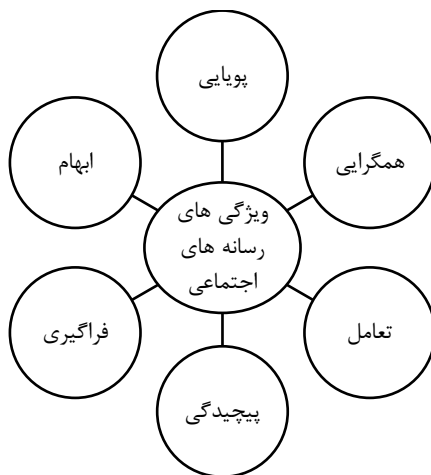 پویایی
همگرایی
ابهام
ویژگی های
رسانه های
اجتماعی
تعامل
فراگیری
پیچیدگی